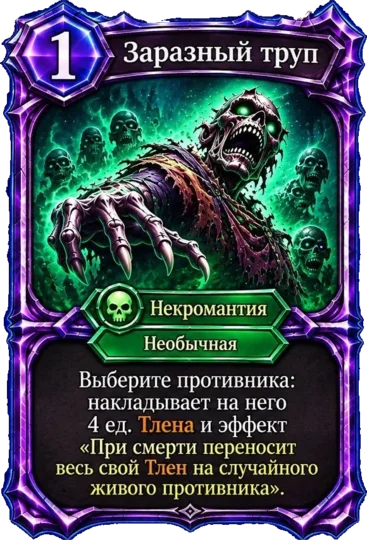 1
Заразный труп
Некромантия
Необычная
Выберите противника:
накладывает на него
4 ед. Тлена и эффект
«При смерти переносит
весь свой Тлен на случайного
живого противника».